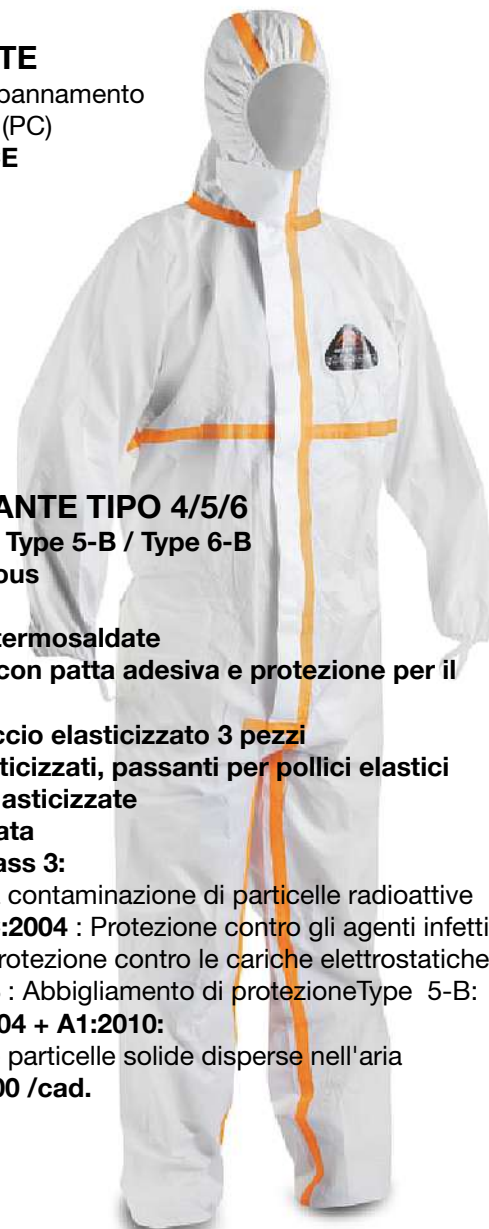 TE
pannamento
(PC)
E
ANTE TIPO 4/5/6
Type 5-B / Type 6-B
ous
termosaldate
con patta adesiva e protezione per il
ccio elasticizzato 3 pezzi
ticizzati, passanti per pollici elastici
lasticizzate
ata
ass 3:
contaminazione di particelle radioattive
:2004 : Protezione contro gli agenti infetti
rotezione contro le cariche elettrostatiche
: Abbigliamento di protezioneType 5-B:
04 + A1:2010:
particelle solide disperse nell'aria
00 /cad.